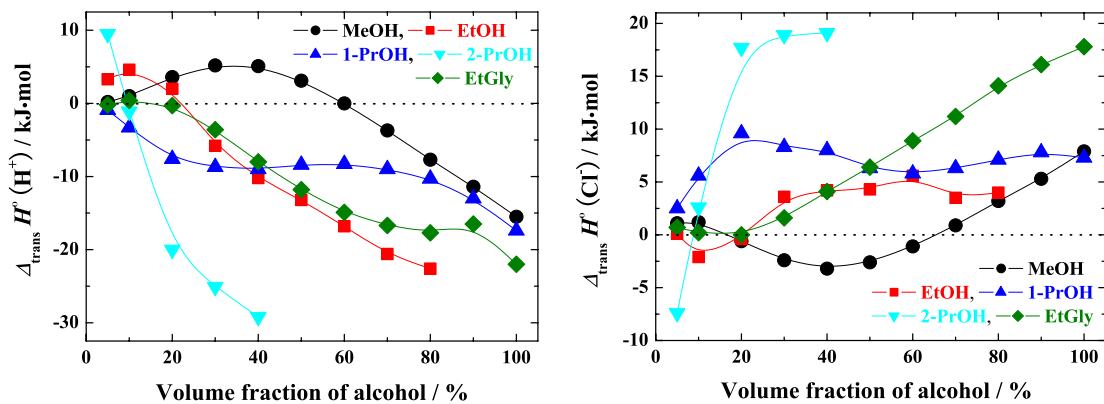 10
0
-10
-20
-30
Δtrans H° (H⁺) / kJ·mol
MeOH, EtOH
1-PrOH, 2-PrOH
EtGly
0 20 40 60 80 100
Volume fraction of alcohol / %
20
15
10
5
0
-5
-10
Δtrans H° (Cl⁻) / kJ·mol
MeOH
EtOH, 1-PrOH
2-PrOH, EtGly
0 20 40 60 80 100
Volume fraction of alcohol / %